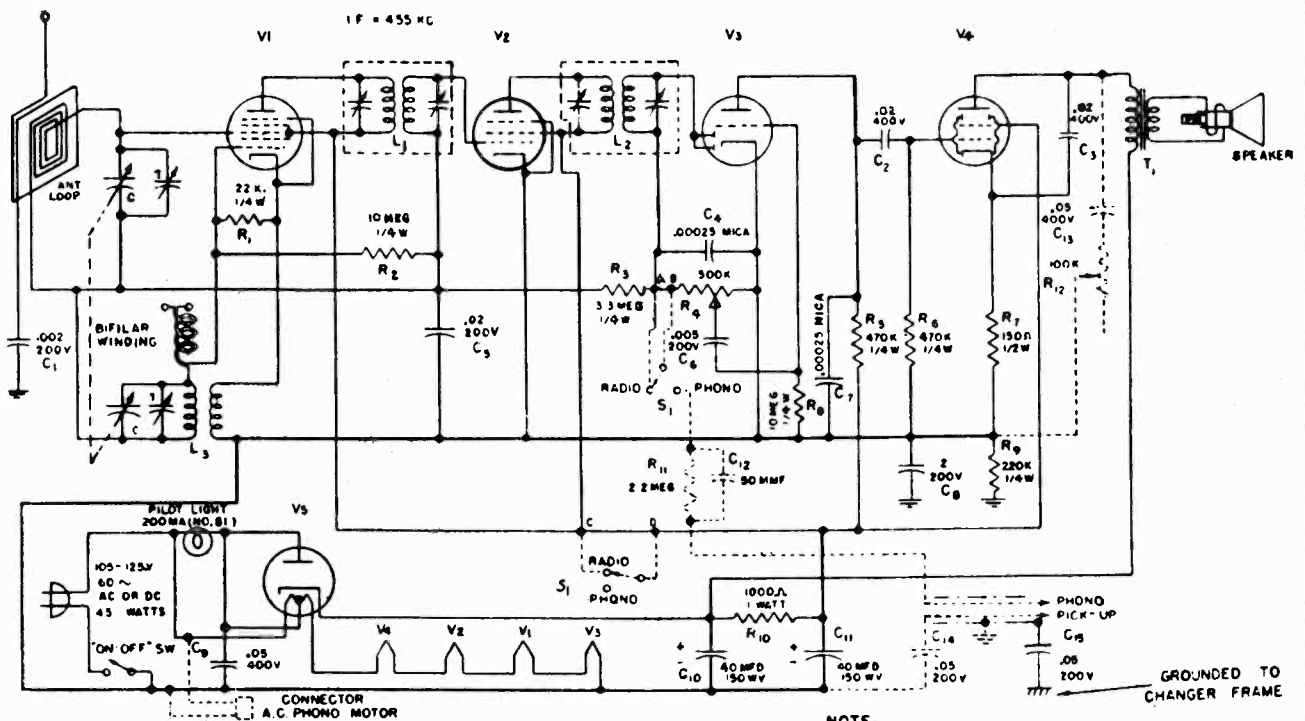 I F = 455 KC
V1
V2
V3
V4
ANT
LOOP
C
T
22 K.
1/4 W
R1
10 MEG
1/4 W
R2
L1
L2
.02
400V
C2
.02
400V
C3
T1
SPEAKER
.05
400V
C13
100K
R12
C4
.00025 MICA
R3
3.3 MEG
1/4 W
A
B
500K
R4
.005
200V
C6
.002
200V
C1
BIFILAR
WINDING
.02
200V
C5
RADIO
PHONO
S1
10 MEG
1/4 W
R8
.00025 MICA
C7
R5
470K
1/4 W
R6
470K
1/4 W
R7
150Ω
1/2 W
C
T
L3
R11
2.2 MEG
C12
50 MMF
2
200V
C8
R9
220K
1/4 W
PILOT LIGHT
200 MA (NO. 81)
V5
105-125V
60 ~
AC OR DC
45 WATTS
"ON-OFF" SW
C9
.05
400V
V4
V2
V1
V3
C
D
RADIO
S1
PHONO
1000Ω
1 WATT
R10
C10
40 MFD
150 WV
C11
40 MFD
150 WV
C14
.05
200V
PHONO
PICK-UP
C15
.05
200V
GROUNDED TO
CHANGER FRAME
CONNECTOR
A.C. PHONO MOTOR
NOTE